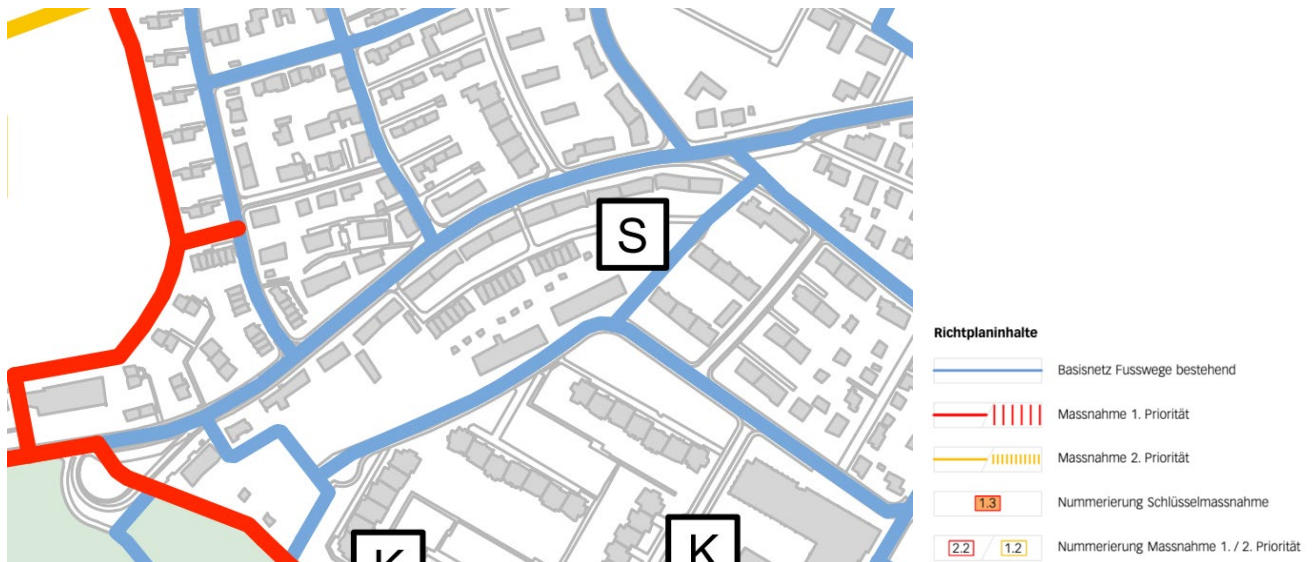 S
K
K
Richtplaninhalte
Basisnetz Fusswege bestehend
Massnahme 1. Priorität
Massnahme 2. Priorität
1.3 Nummerierung Schlüsselmassnahme
2.2 / 1.2 Nummerierung Massnahme 1. / 2. Priorität